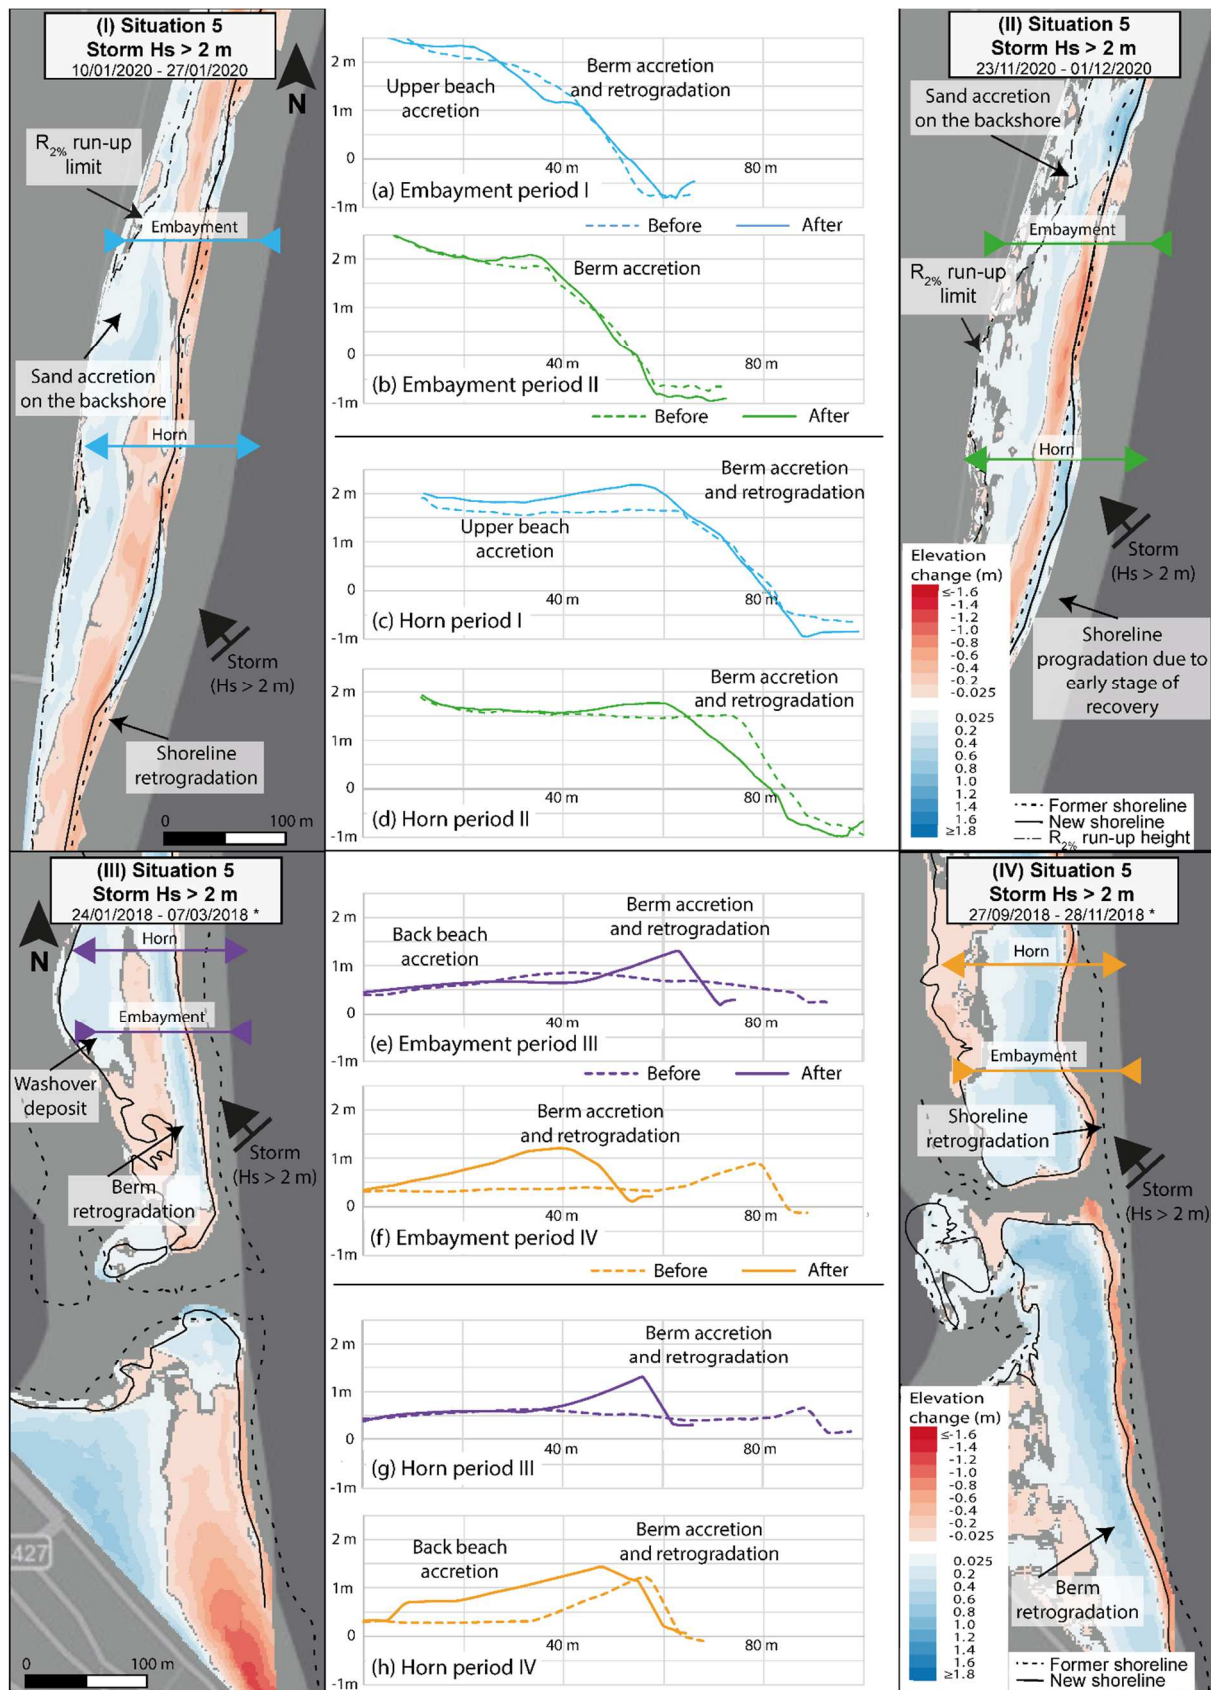 (I) Situation 5
Storm Hs > 2 m
10/01/2020 - 27/01/2020
N
R2% run-up
limit
Embayment
Sand accretion
on the backshore
Horn
Storm
(Hs > 2 m)
Shoreline
retrogradation
0 100 m
2 m
1m
0
-1m
40 m
80 m
Upper beach
accretion
Berm accretion
and retrogradation
(a) Embayment period I
Before After
2 m
1m
0
-1m
40 m
80 m
Berm accretion
(b) Embayment period II
Before After
2 m
1m
0
-1m
40 m
80 m
Berm accretion
and retrogradation
Upper beach
accretion
(c) Horn period I
2 m
1m
0
-1m
40 m
80 m
Berm accretion
and retrogradation
(d) Horn period II
(II) Situation 5
Storm Hs > 2 m
23/11/2020 - 01/12/2020
Sand accretion
on the backshore
Embayment
R2% run-up
limit
Horn
Storm
(Hs > 2 m)
Shoreline
progradation due to
early stage of
recovery
Elevation
change (m)
≤-1.6
-1.4
-1.2
-1.0
-0.8
-0.6
-0.4
-0.2
-0.025
0.025
0.2
0.4
0.6
0.8
1.0
1.2
1.4
1.6
≥1.8
Former shoreline
New shoreline
R2% run-up height
(III) Situation 5
Storm Hs > 2 m
24/01/2018 - 07/03/2018 *
N
Horn
Embayment
Washover
deposit
Storm
(Hs > 2 m)
Berm
retrogradation
427
0 100 m
2 m
1m
0
-1m
40 m
80 m
Back beach
accretion
Berm accretion
and retrogradation
(e) Embayment period III
Before After
2 m
1m
0
-1m
40 m
80 m
Berm accretion
and retrogradation
(f) Embayment period IV
Before After
2 m
1m
0
-1m
40 m
80 m
Berm accretion
and retrogradation
(g) Horn period III
2 m
1m
0
-1m
40 m
80 m
Back beach
accretion
Berm accretion
and retrogradation
(h) Horn period IV
(IV) Situation 5
Storm Hs > 2 m
27/09/2018 - 28/11/2018 *
Horn
Embayment
Shoreline
retrogradation
Storm
(Hs > 2 m)
Berm
retrogradation
Elevation
change (m)
≤-1.6
-1.4
-1.2
-1.0
-0.8
-0.6
-0.4
-0.2
-0.025
0.025
0.2
0.4
0.6
0.8
1.0
1.2
1.4
1.6
≥1.8
Former shoreline
New shoreline